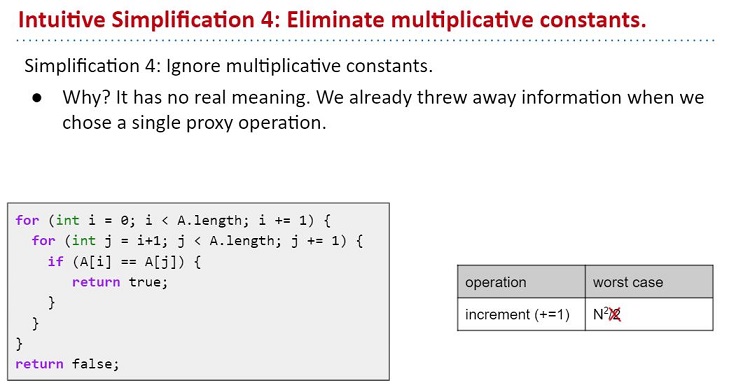 Intuitive Simplification 4: Eliminate multiplicative constants.
Simplification 4: Ignore multiplicative constants.
● Why? It has no real meaning. We already threw away information when we
chose a single proxy operation.
for (int i = 0; i < A.length; i += 1) {
for (int j = i+1; j < A.length; j += 1) {
if (A[i] == A[j]) {
return true;
}
}
}
return false;
operation worst case
increment (+=1) N²/2